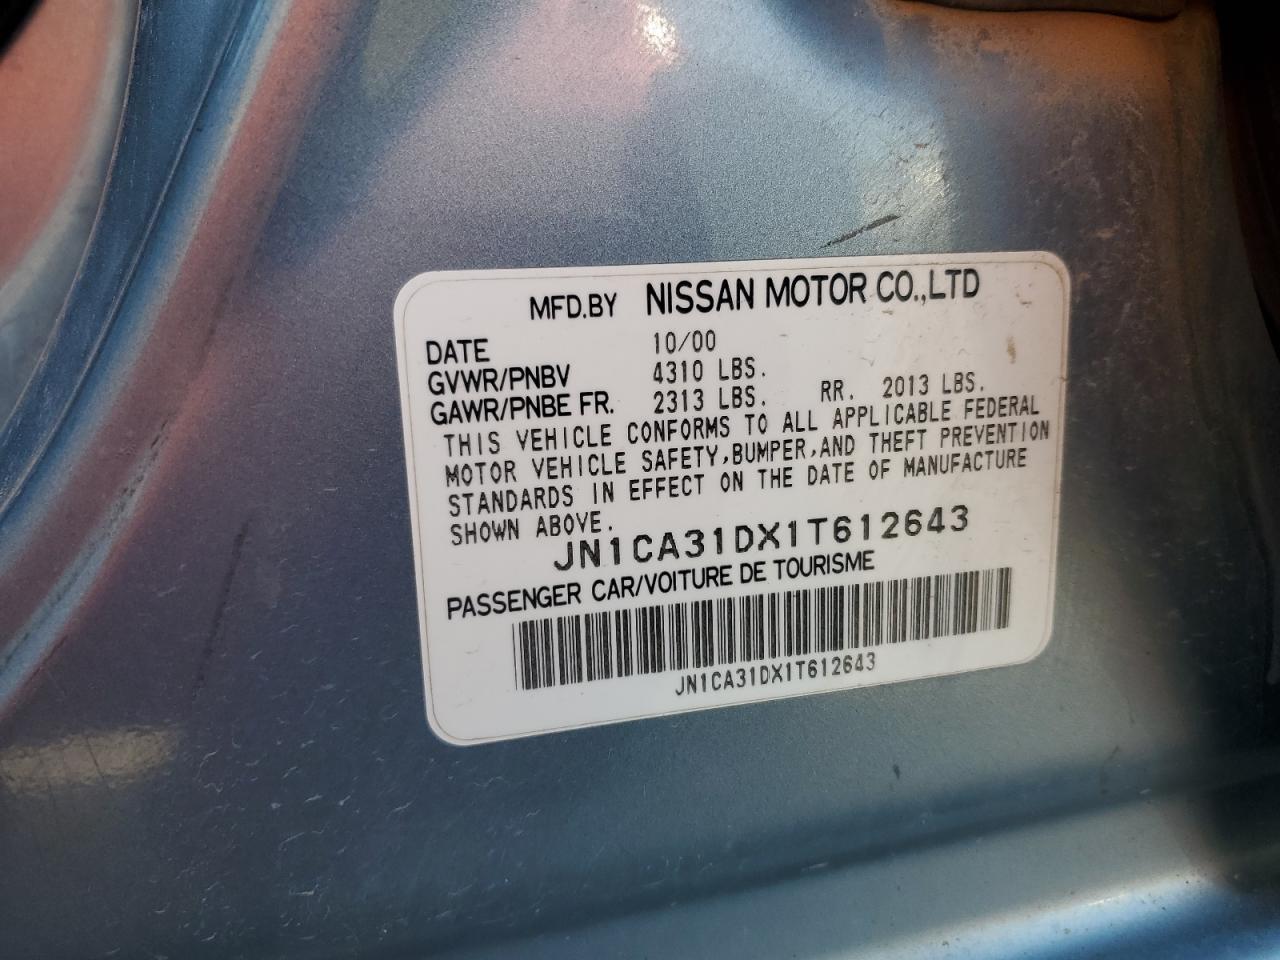 MFD.BY NISSAN MOTOR CO.,LTD
DATE 10/00
GVWR/PNBV 4310 LBS.
GAWR/PNBE FR. 2313 LBS. RR. 2013 LBS.
THIS VEHICLE CONFORMS TO ALL APPLICABLE FEDERAL
MOTOR VEHICLE SAFETY,BUMPER,AND THEFT PREVENTION
STANDARDS IN EFFECT ON THE DATE OF MANUFACTURE
SHOWN ABOVE.
JN1CA31DX1T612643
PASSENGER CAR/VOITURE DE TOURISME
JN1CA31DX1T612643